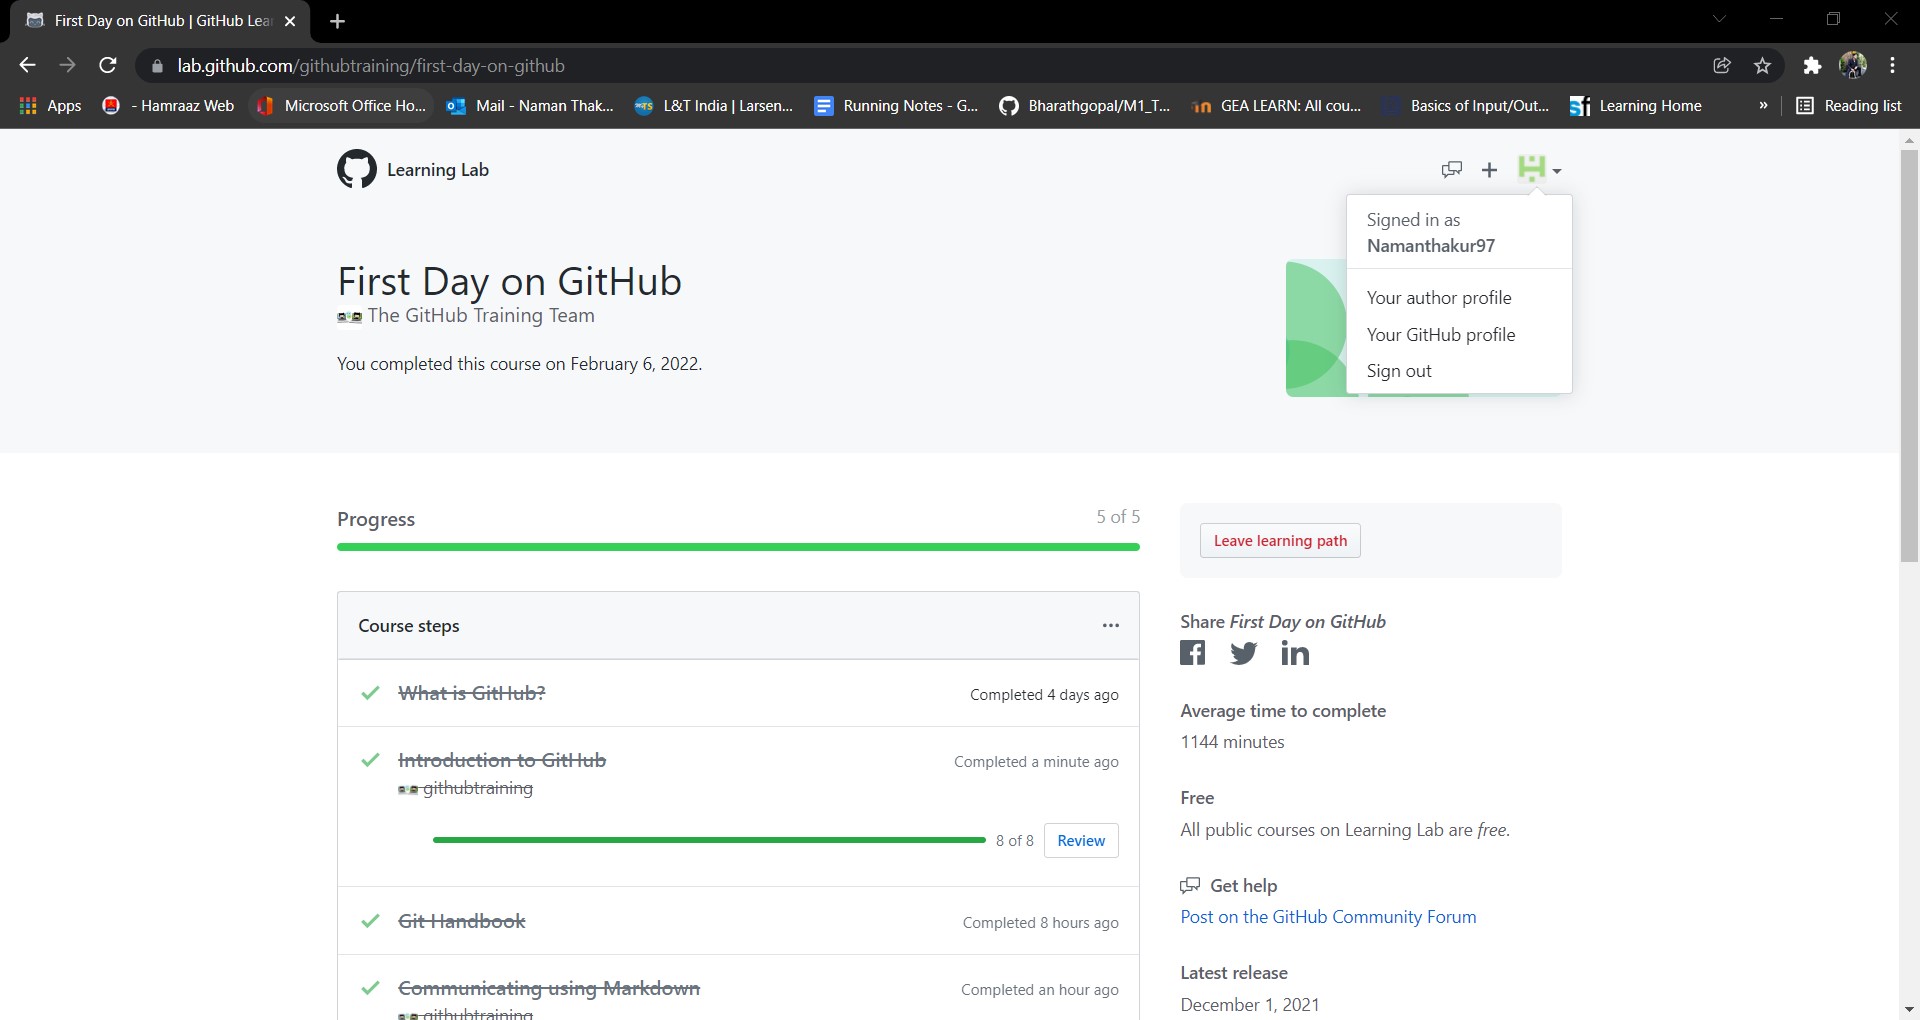 First Day on GitHub | GitHub Lea
lab.github.com/githubtraining/first-day-on-github
Apps
- Hamraaz Web
Microsoft Office Ho...
Mail - Naman Thak...
L&T India | Larsen...
Running Notes - G...
Bharathgopal/M1_T...
GEA LEARN: All cou...
Basics of Input/Out...
Learning Home
»
Reading list
Learning Lab
Signed in as
Namanthakur97
Your author profile
Your GitHub profile
Sign out
First Day on GitHub
The GitHub Training Team
You completed this course on February 6, 2022.
Progress
5 of 5
Course steps
What is GitHub?
Completed 4 days ago
Introduction to GitHub
Completed a minute ago
githubtraining
8 of 8
Review
Git Handbook
Completed 8 hours ago
Communicating using Markdown
Completed an hour ago
githubtraining
Leave learning path
Share First Day on GitHub
Average time to complete
1144 minutes
Free
All public courses on Learning Lab are free.
Get help
Post on the GitHub Community Forum
Latest release
December 1, 2021